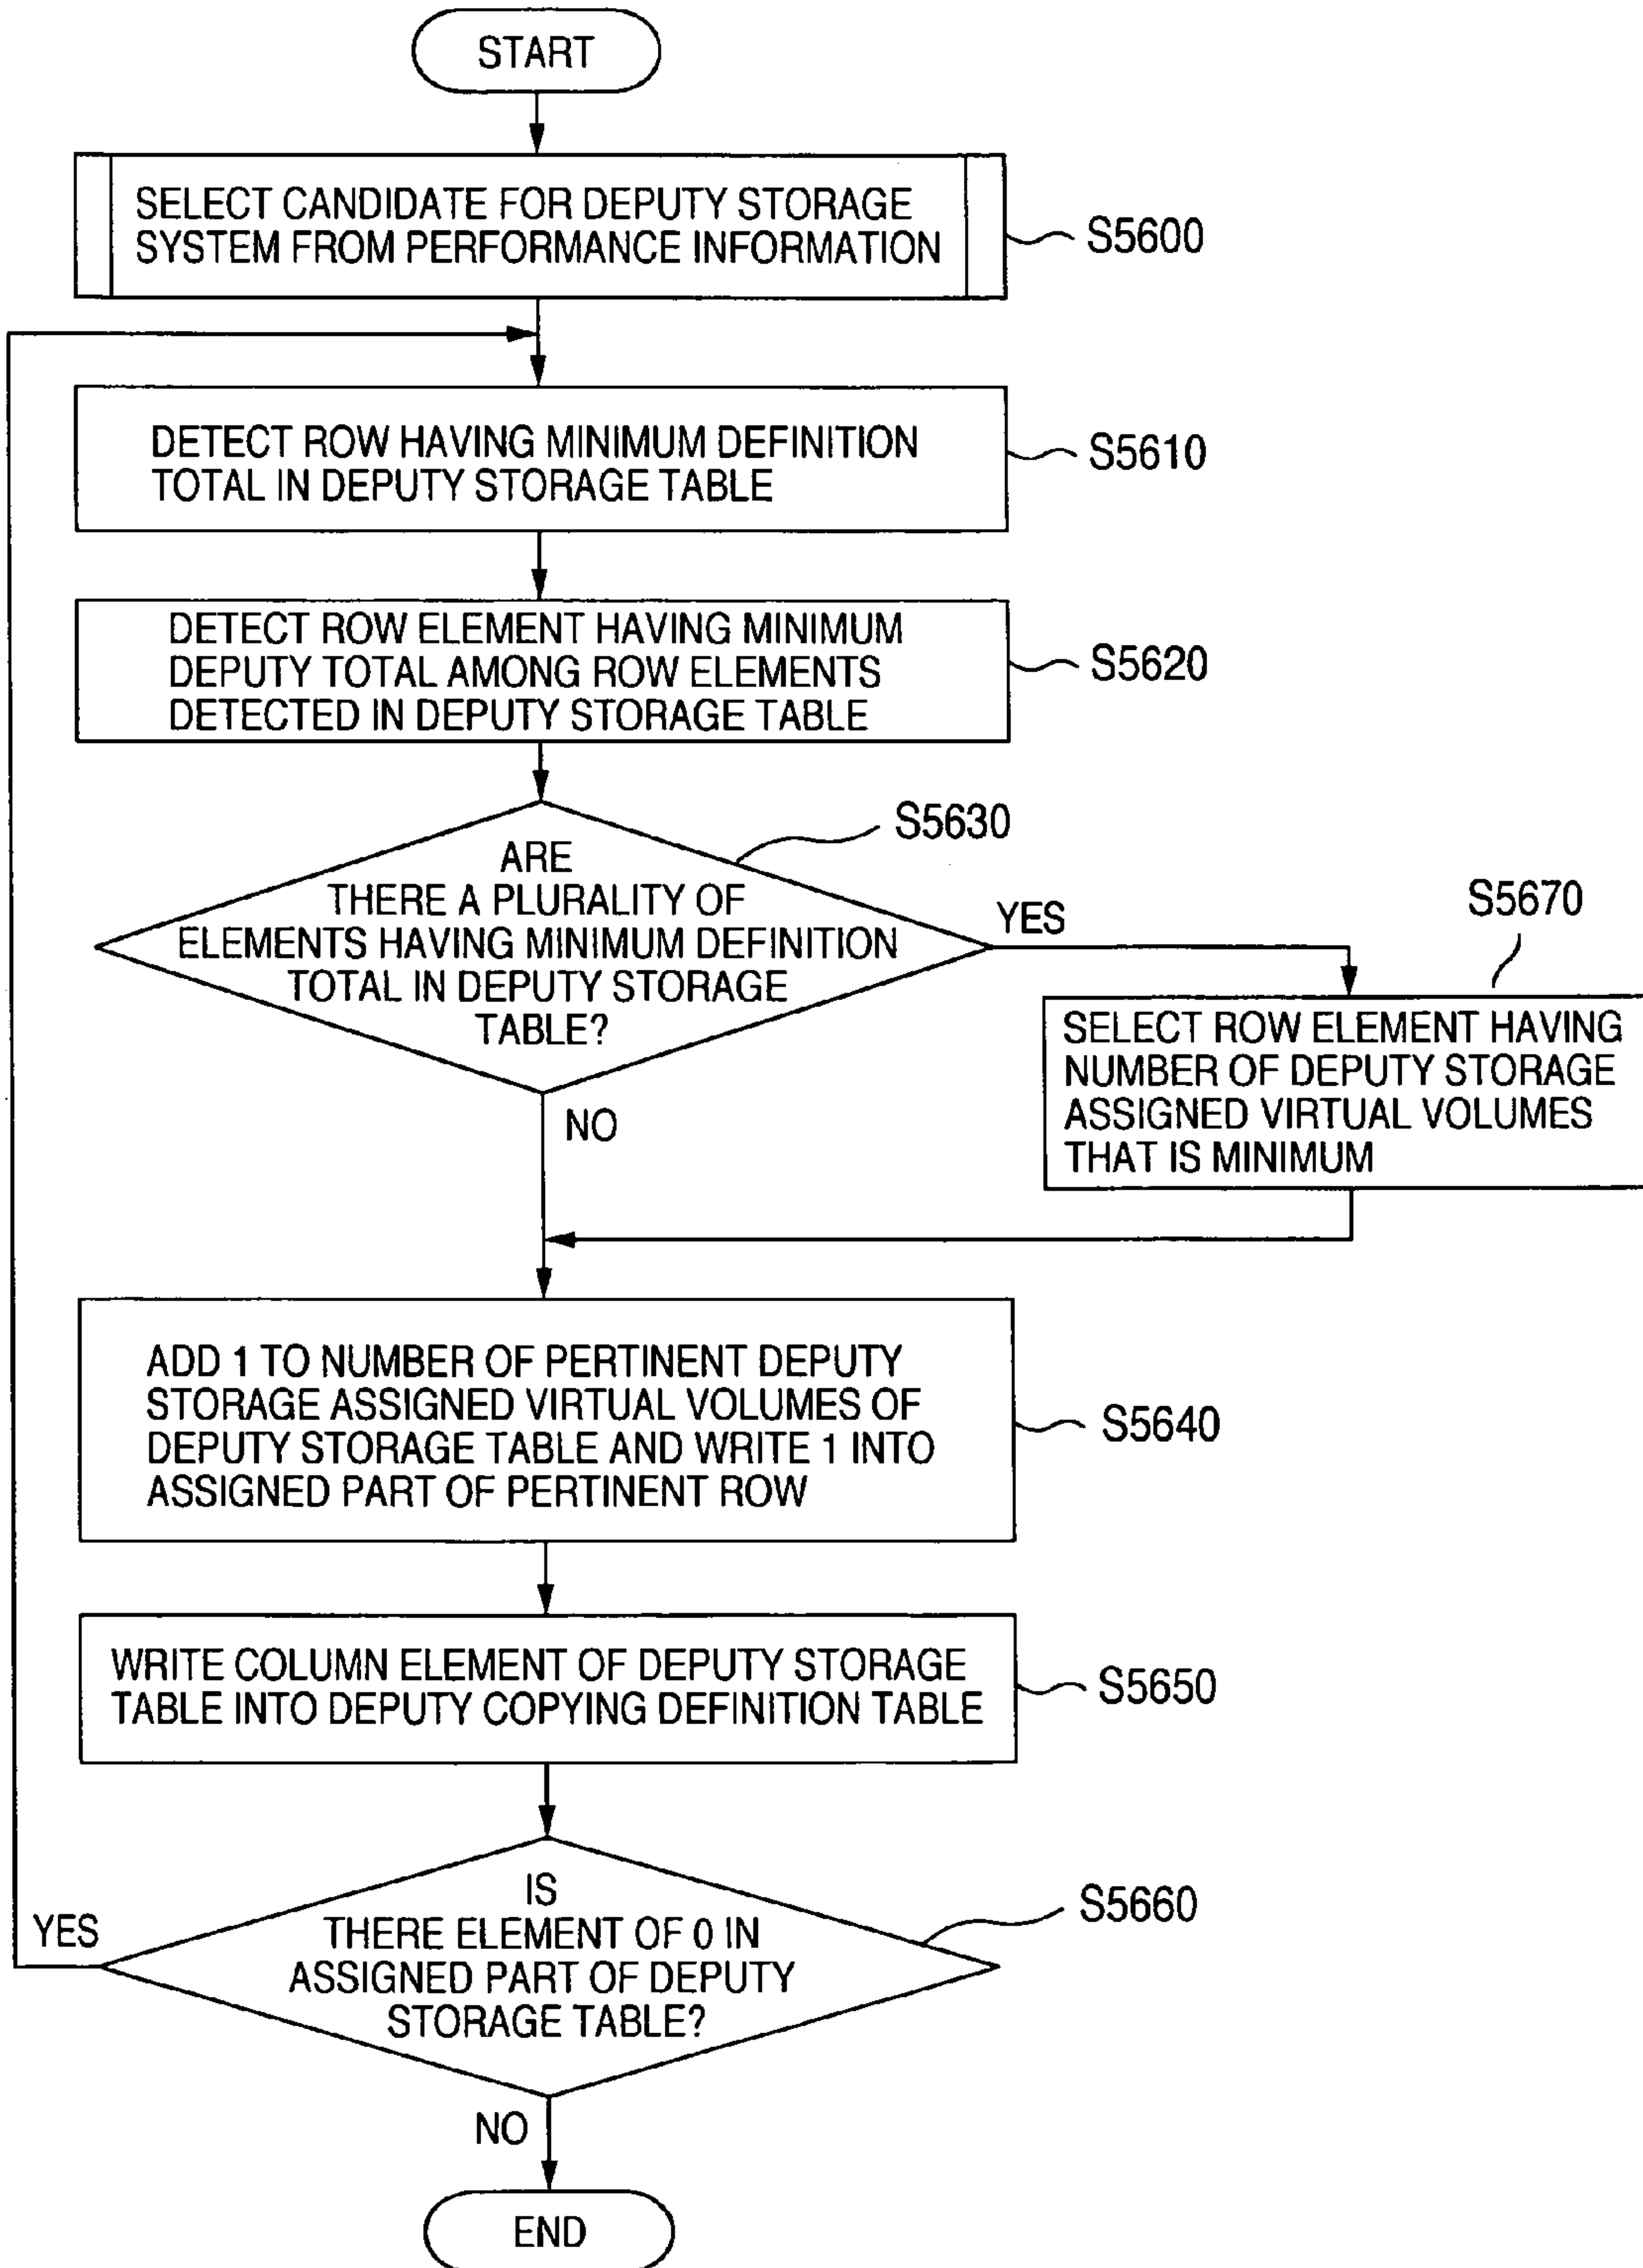 START
SELECT CANDIDATE FOR DEPUTY STORAGE
SYSTEM FROM PERFORMANCE INFORMATION
S5600
DETECT ROW HAVING MINIMUM DEFINITION
TOTAL IN DEPUTY STORAGE TABLE
S5610
DETECT ROW ELEMENT HAVING MINIMUM
DEPUTY TOTAL AMONG ROW ELEMENTS
DETECTED IN DEPUTY STORAGE TABLE
S5620
S5630
ARE
THERE A PLURALITY OF
ELEMENTS HAVING MINIMUM DEFINITION
TOTAL IN DEPUTY STORAGE
TABLE?
YES
NO
S5670
SELECT ROW ELEMENT HAVING
NUMBER OF DEPUTY STORAGE
ASSIGNED VIRTUAL VOLUMES
THAT IS MINIMUM
ADD 1 TO NUMBER OF PERTINENT DEPUTY
STORAGE ASSIGNED VIRTUAL VOLUMES OF
DEPUTY STORAGE TABLE AND WRITE 1 INTO
ASSIGNED PART OF PERTINENT ROW
S5640
WRITE COLUMN ELEMENT OF DEPUTY STORAGE
TABLE INTO DEPUTY COPYING DEFINITION TABLE
S5650
IS
THERE ELEMENT OF 0 IN
ASSIGNED PART OF DEPUTY
STORAGE TABLE?
S5660
YES
NO
END